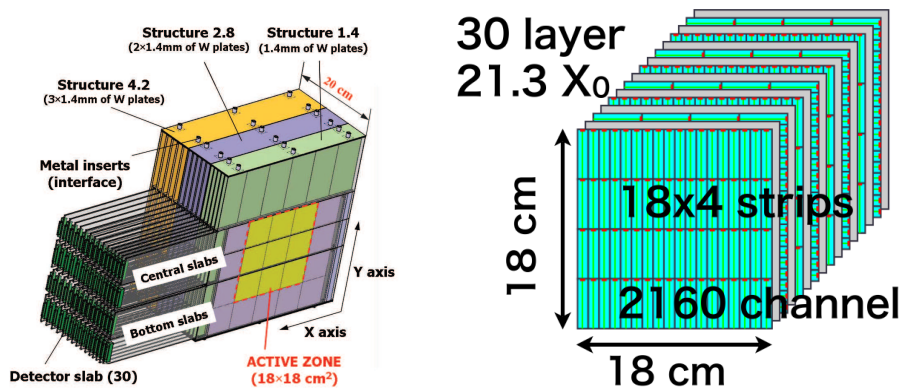 Structure 2.8
(2×1.4mm of W plates)
Structure 1.4
(1.4mm of W plates)
Structure 4.2
(3×1.4mm of W plates)
20 cm
Metal inserts
(interface)
Central slabs
Bottom slabs
Y axis
X axis
Detector slab (30)
ACTIVE ZONE
(18×18 cm²)
30 layer
21.3 X₀
18x4 strips
2160 channel
18 cm
18 cm